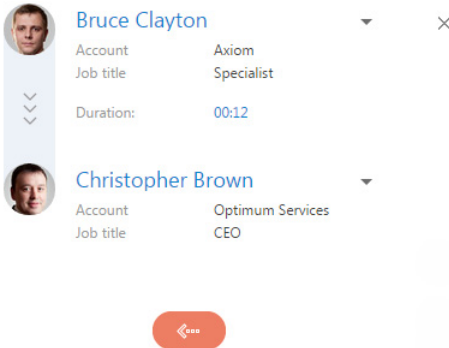 Bruce Clayton
Account Axiom
Job title Specialist
Duration: 00:12
Christopher Brown
Account Optimum Services
Job title CEO